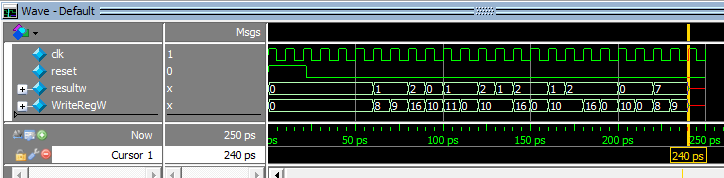 Wave - Default
Msgs
clk 1
reset 0
resultw x 0 1 2 0 1 2 1 2 1 2 0 7
WriteRegW x 0 8 9 16 10 11 0 10 16 0 10 16 0 10 0 8 9
Now 250 ps ps 50 ps 100 ps 150 ps 200 ps 250
Cursor 1 240 ps 240 ps